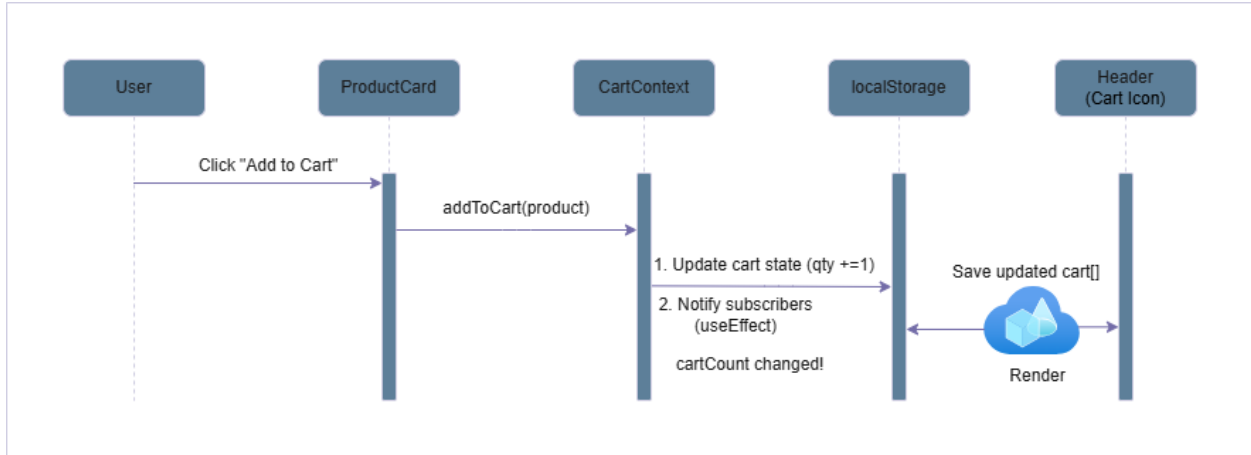 User
ProductCard
CartContext
localStorage
Header
(Cart Icon)
Click "Add to Cart"
addToCart(product)
1. Update cart state (qty +=1)
2. Notify subscribers
(useEffect)
cartCount changed!
Save updated cart[]
Render